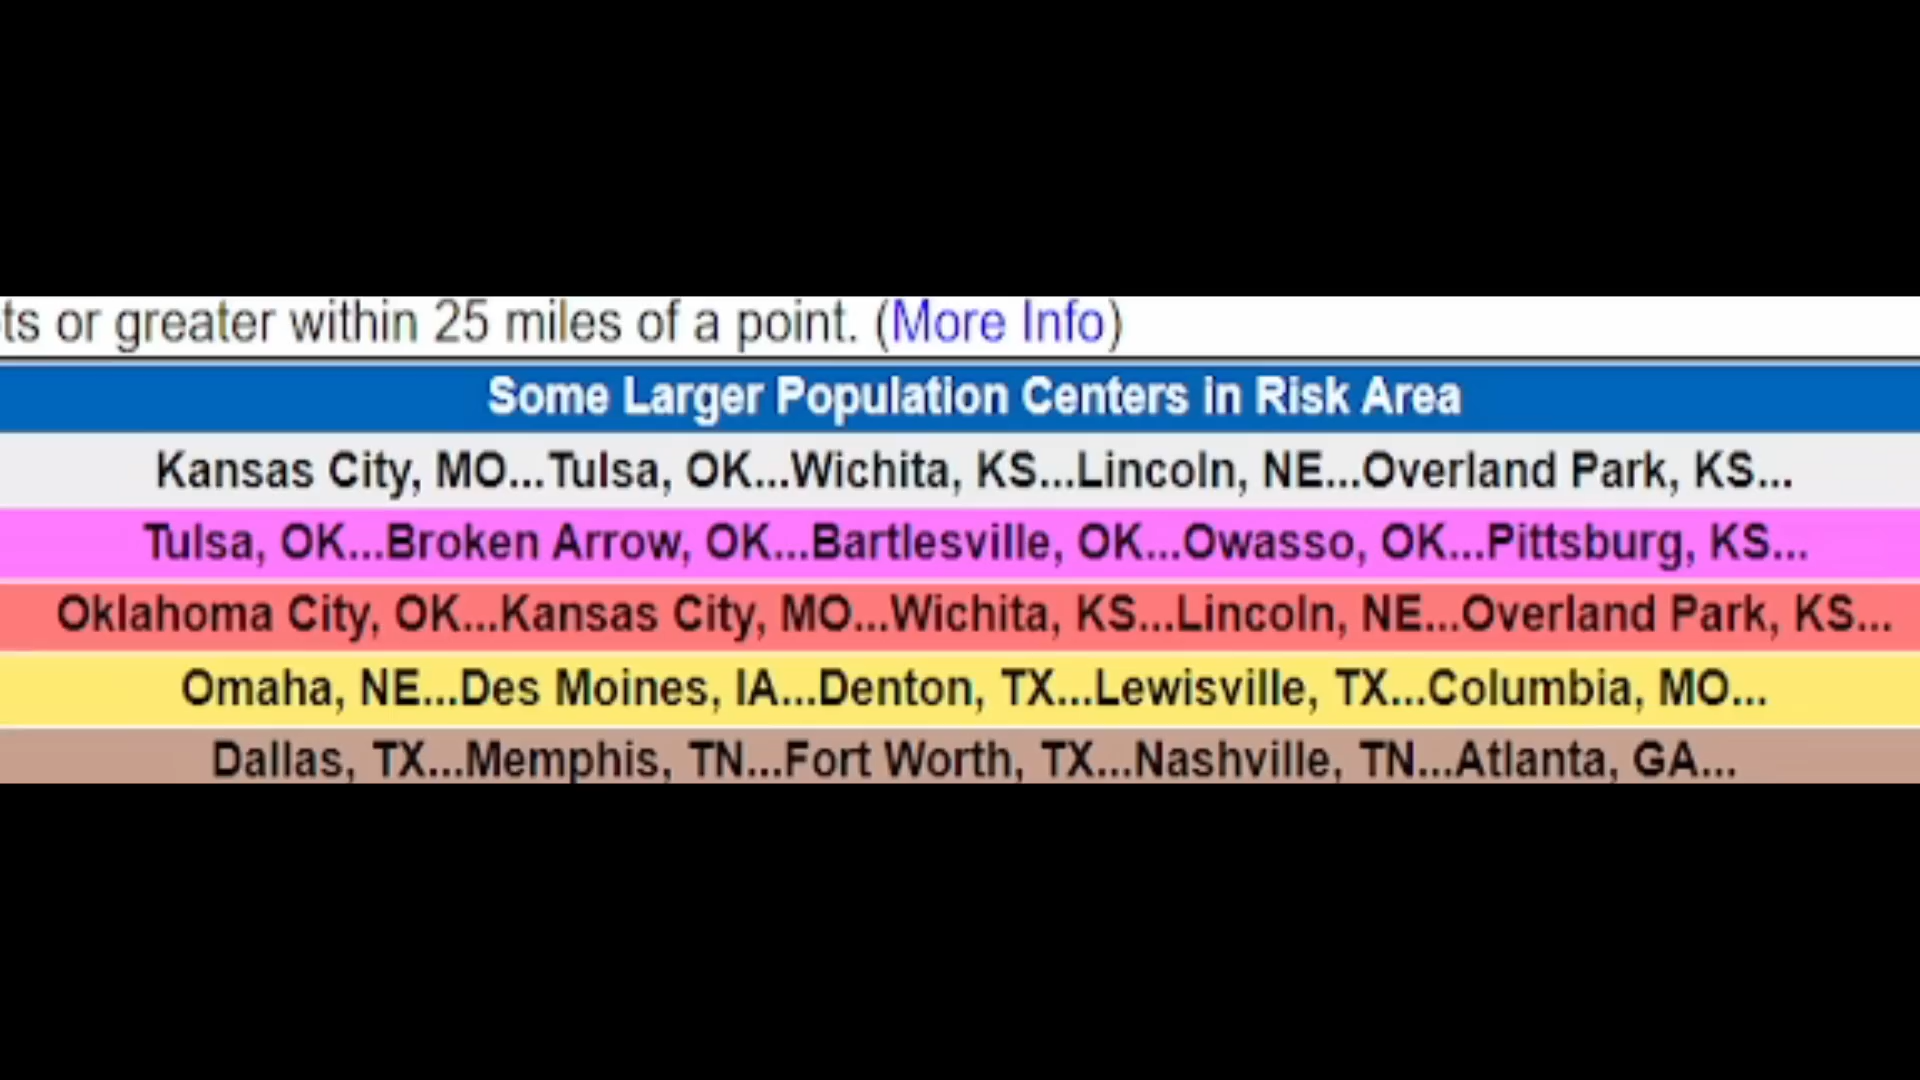 ts or greater within 25 miles of a point. (More Info)
Some Larger Population Centers in Risk Area
Kansas City, MO...Tulsa, OK...Wichita, KS...Lincoln, NE...Overland Park, KS...
Tulsa, OK...Broken Arrow, OK...Bartlesville, OK...Owasso, OK...Pittsburg, KS...
Oklahoma City, OK...Kansas City, MO...Wichita, KS...Lincoln, NE...Overland Park, KS...
Omaha, NE...Des Moines, IA...Denton, TX...Lewisville, TX...Columbia, MO...
Dallas, TX...Memphis, TN...Fort Worth, TX...Nashville, TN...Atlanta, GA...